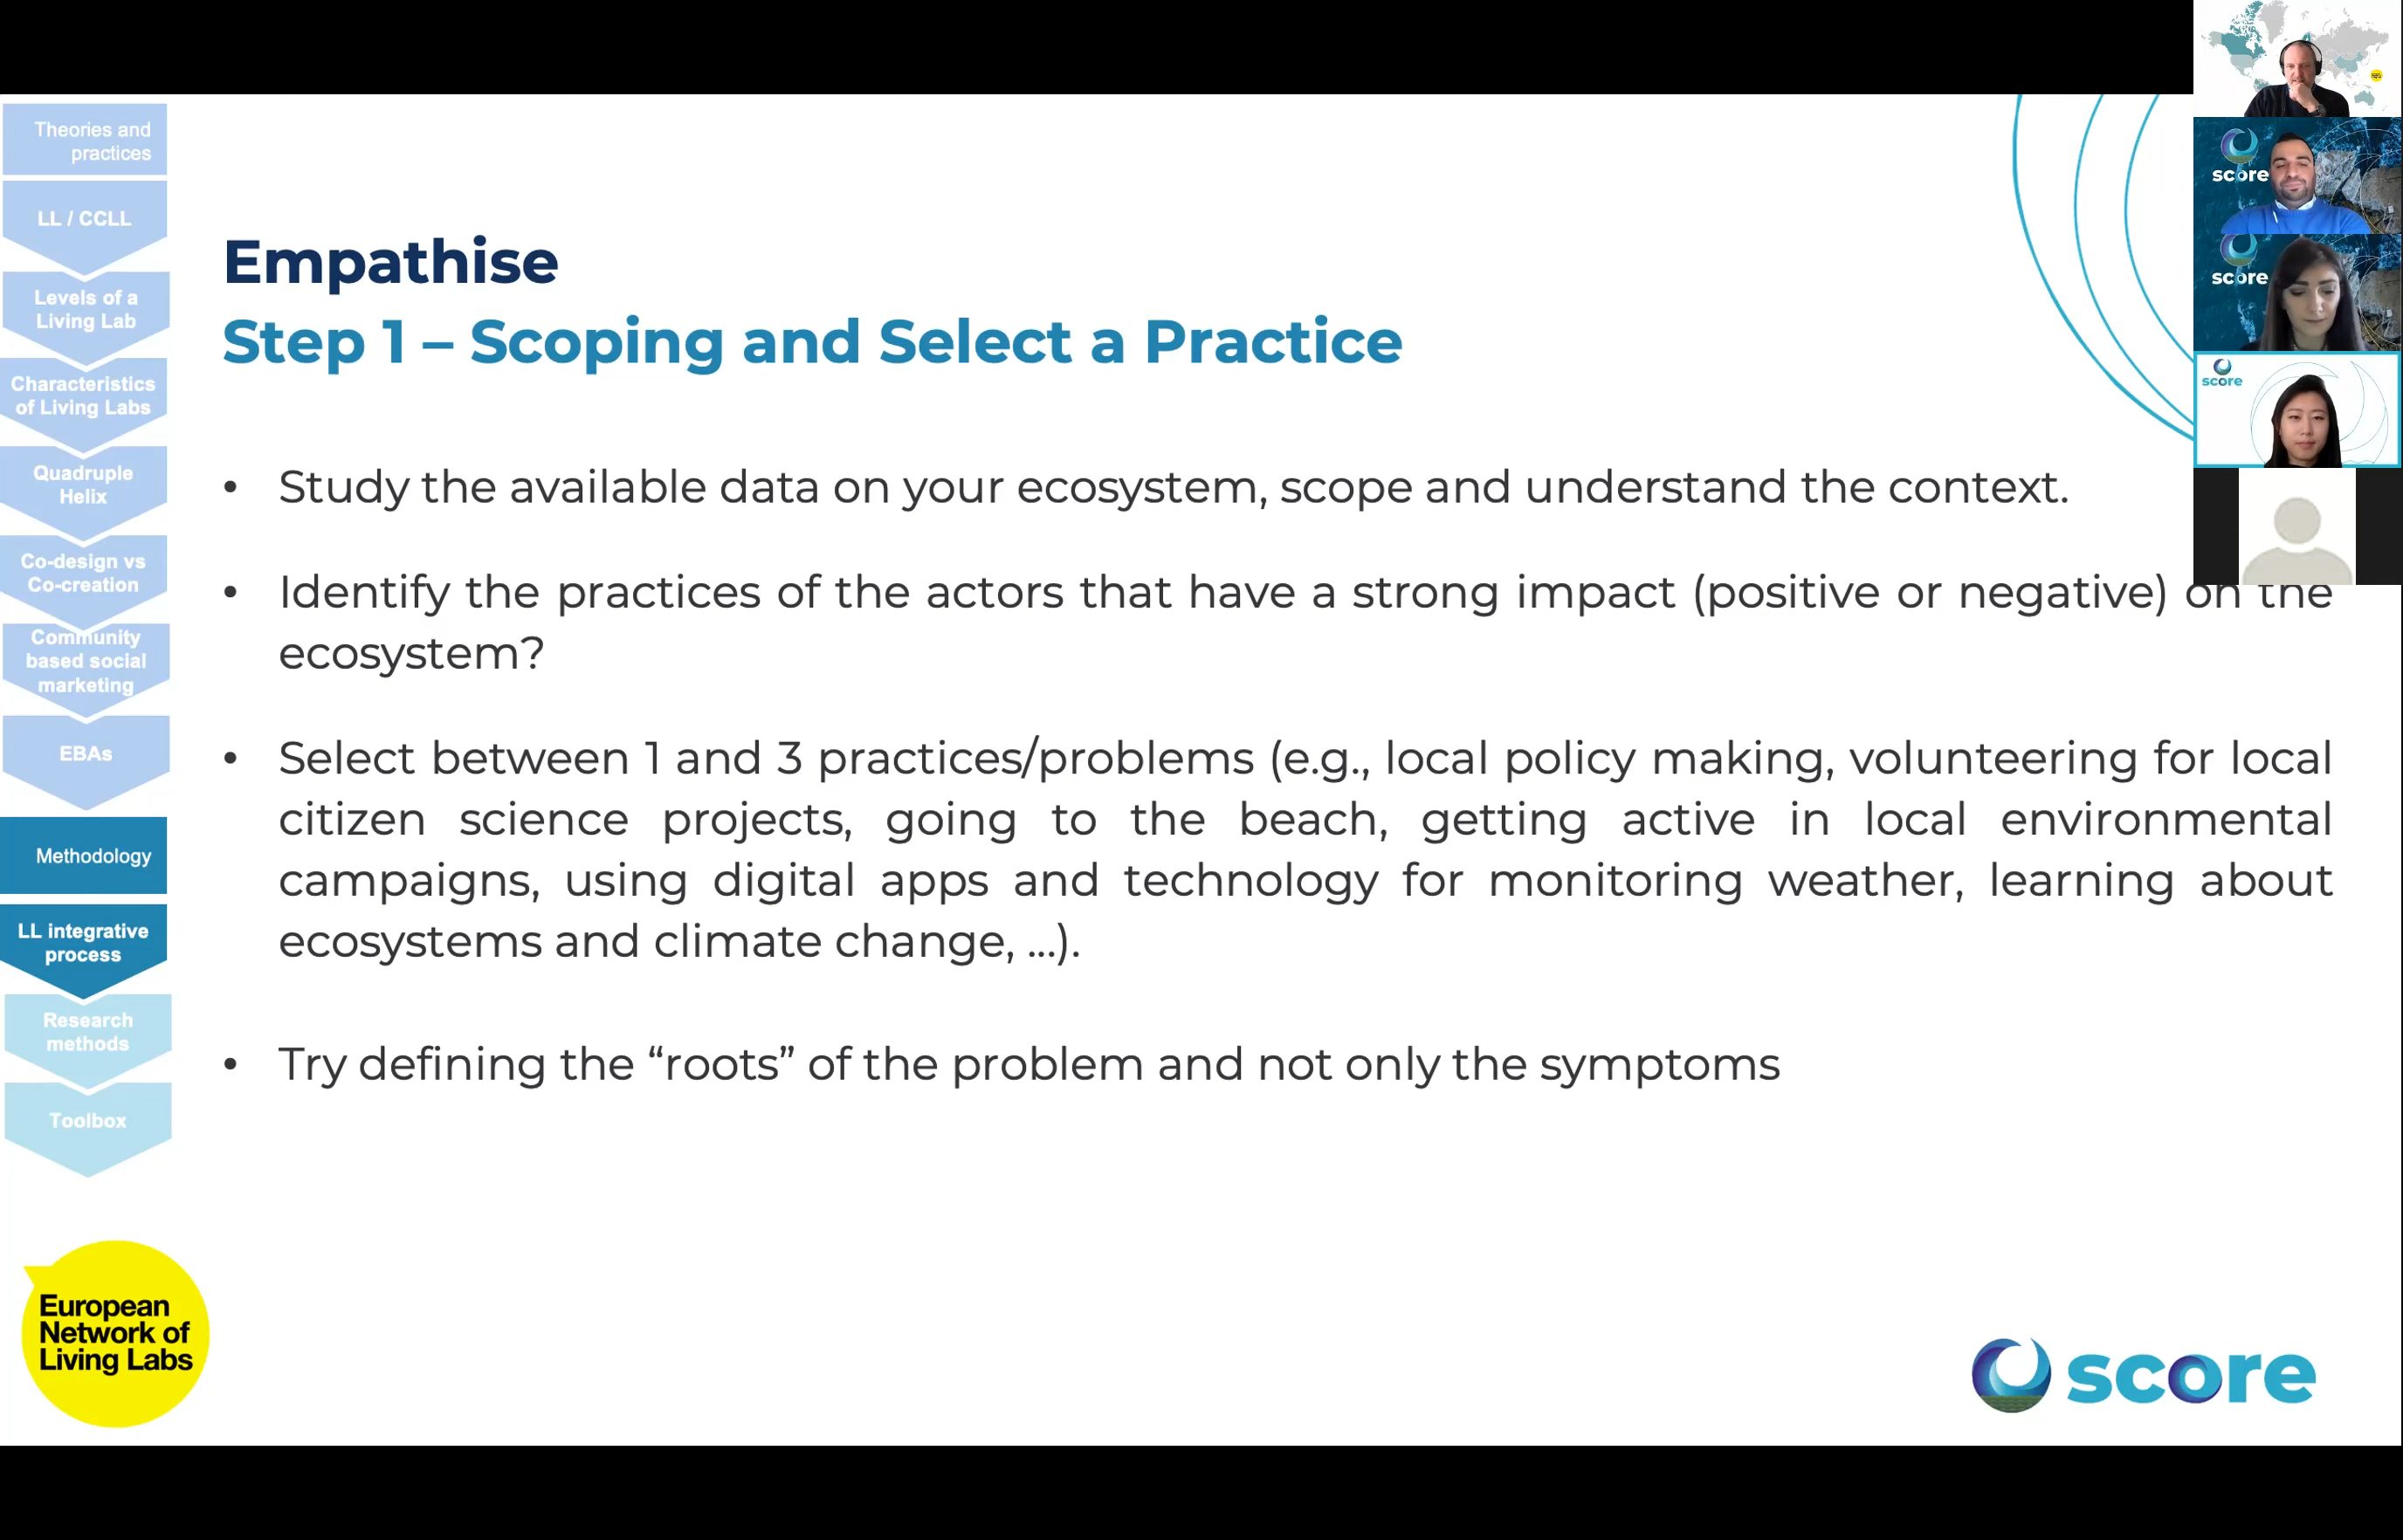 Theories and
practices
LL / CCLL
Levels of a
Living Lab
Characteristics
of Living Labs
Quadruple
Helix
Co-design vs
Co-creation
Community
based social
marketing
EBAs
Methodology
LL integrative
process
Research
methods
Toolbox
European
Network of
Living Labs
Empathise
Step 1 – Scoping and Select a Practice
• Study the available data on your ecosystem, scope and understand the context.
• Identify the practices of the actors that have a strong impact (positive or negative) on the
ecosystem?
• Select between 1 and 3 practices/problems (e.g., local policy making, volunteering for local
citizen science projects, going to the beach, getting active in local environmental
campaigns, using digital apps and technology for monitoring weather, learning about
ecosystems and climate change, ...).
• Try defining the “roots” of the problem and not only the symptoms
score
score
score
score